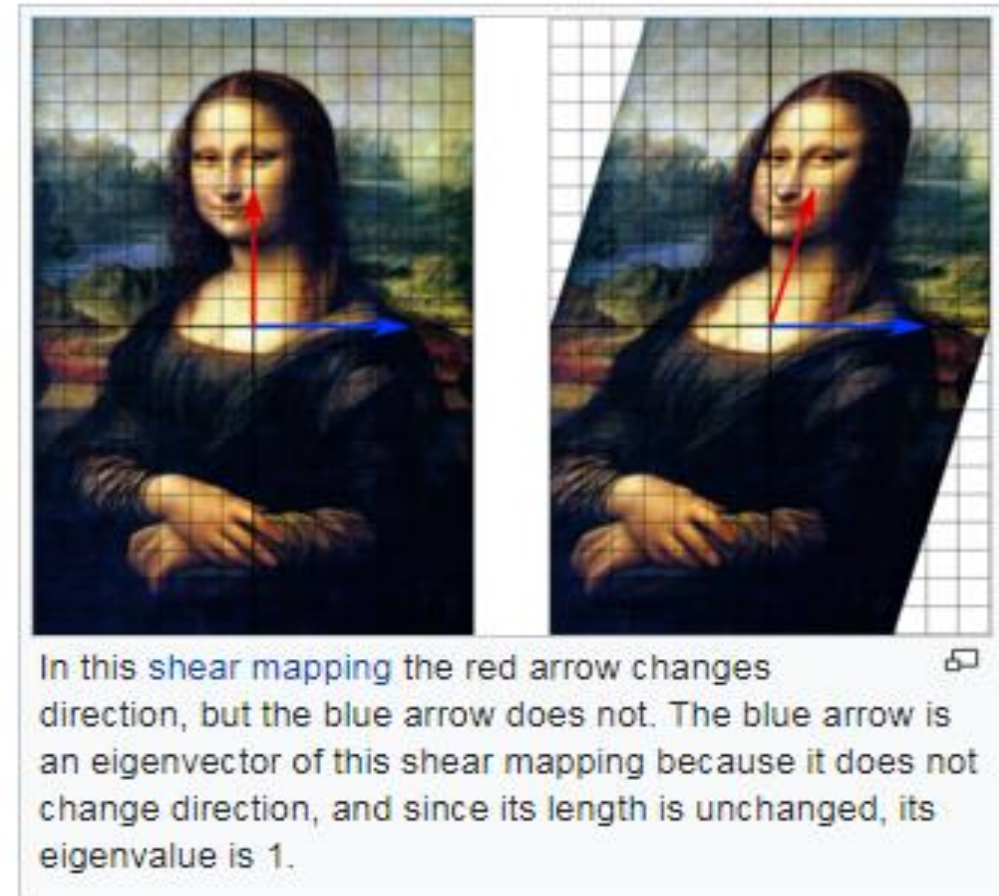 In this shear mapping the red arrow changes
direction, but the blue arrow does not. The blue arrow is
an eigenvector of this shear mapping because it does not
change direction, and since its length is unchanged, its
eigenvalue is 1.